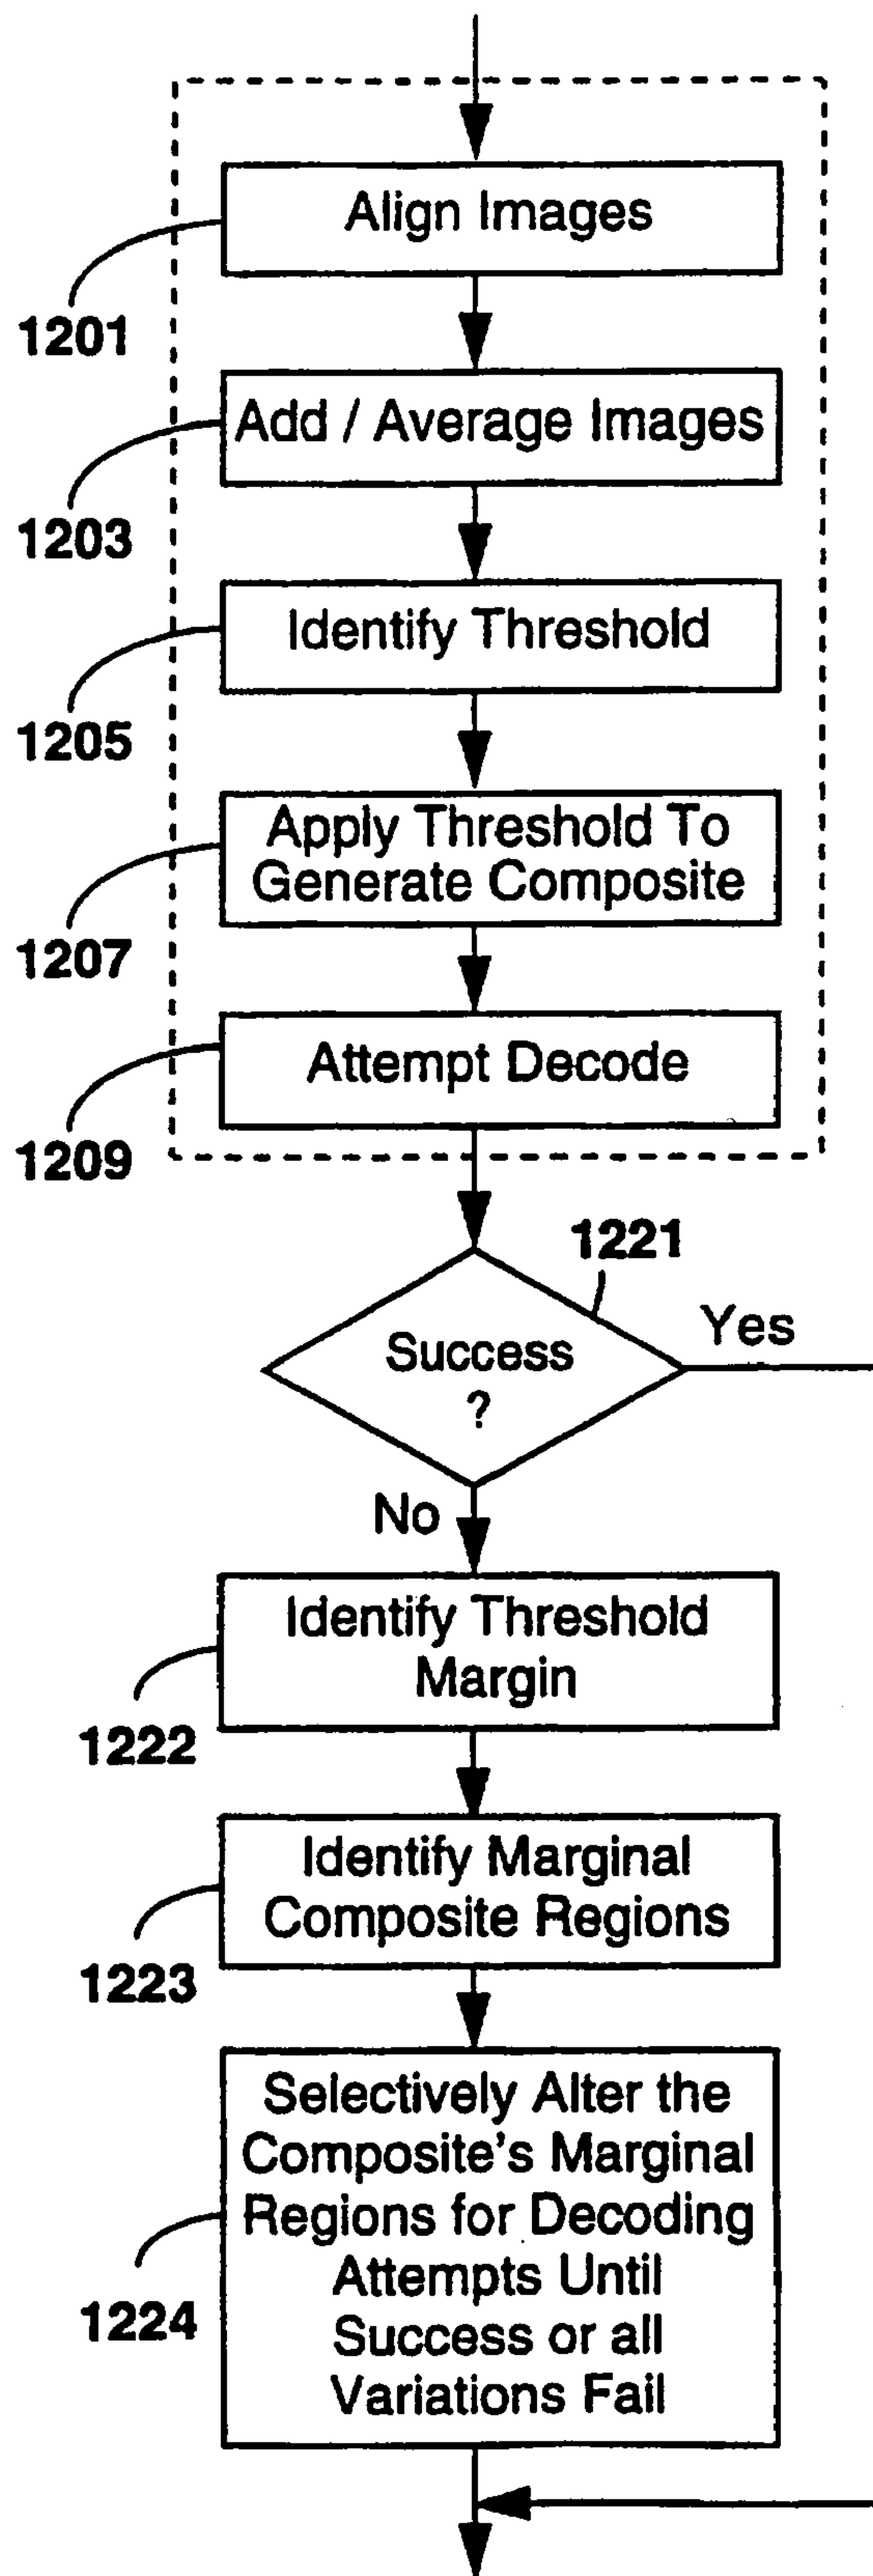 Align Images
1201
Add / Average Images
1203
Identify Threshold
1205
Apply Threshold To
Generate Composite
1207
Attempt Decode
1209
1221
Success
?
Yes
No
Identify Threshold
Margin
1222
Identify Marginal
Composite Regions
1223
Selectively Alter the
Composite's Marginal
Regions for Decoding
Attempts Until
Success or all
Variations Fail
1224